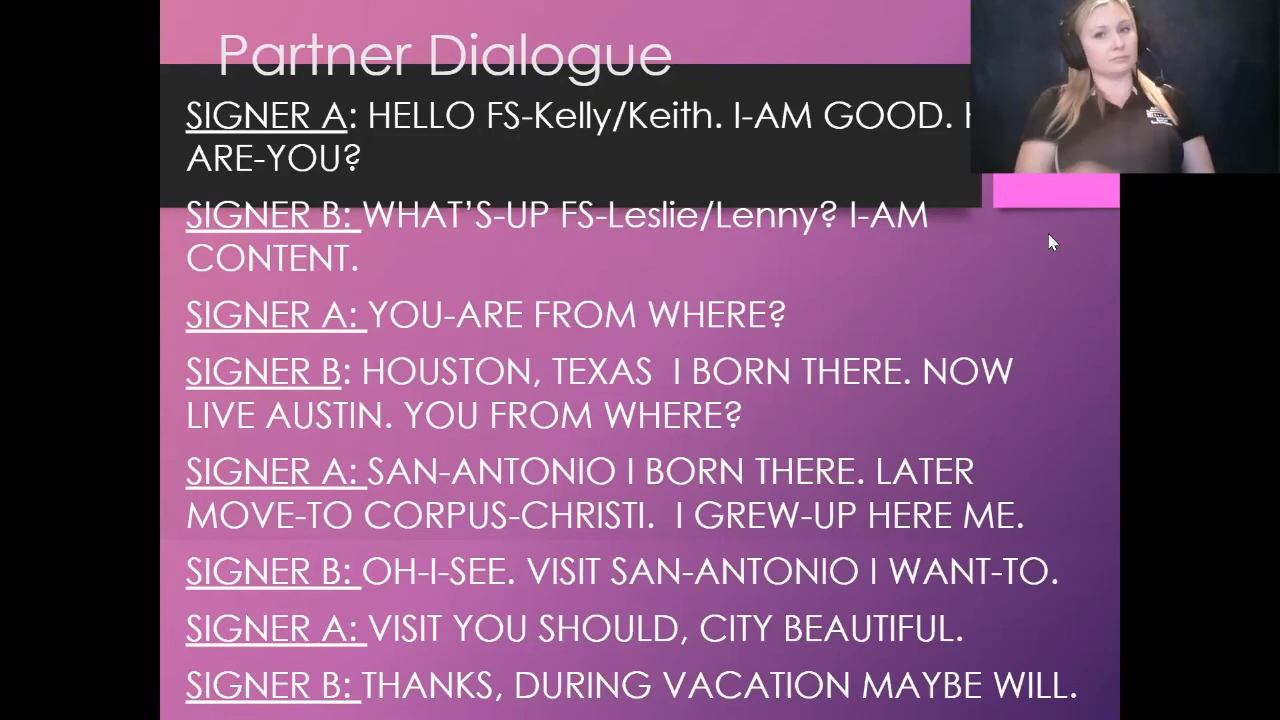 Partner Dialogue
SIGNER A: HELLO FS-Kelly/Keith. I-AM GOOD.
ARE-YOU?
SIGNER B: WHAT’S-UP FS-Leslie/Lenny? I-AM
CONTENT.
SIGNER A: YOU-ARE FROM WHERE?
SIGNER B: HOUSTON, TEXAS  I BORN THERE. NOW
LIVE AUSTIN. YOU FROM WHERE?
SIGNER A: SAN-ANTONIO I BORN THERE. LATER
MOVE-TO CORPUS-CHRISTI.  I GREW-UP HERE ME.
SIGNER B: OH-I-SEE. VISIT SAN-ANTONIO I WANT-TO.
SIGNER A: VISIT YOU SHOULD, CITY BEAUTIFUL.
SIGNER B: THANKS, DURING VACATION MAYBE WILL.